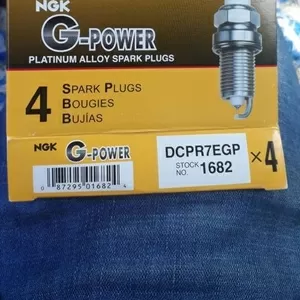 NGK
G-POWER
PLATINUM ALLOY SPARK PLUGS
4 SPARK PLUGS
BOUGIES
BUJÍAS
NGK G-POWER
DCPR7EGP
STOCK NO. 1682
×4
0 87295 01682 4